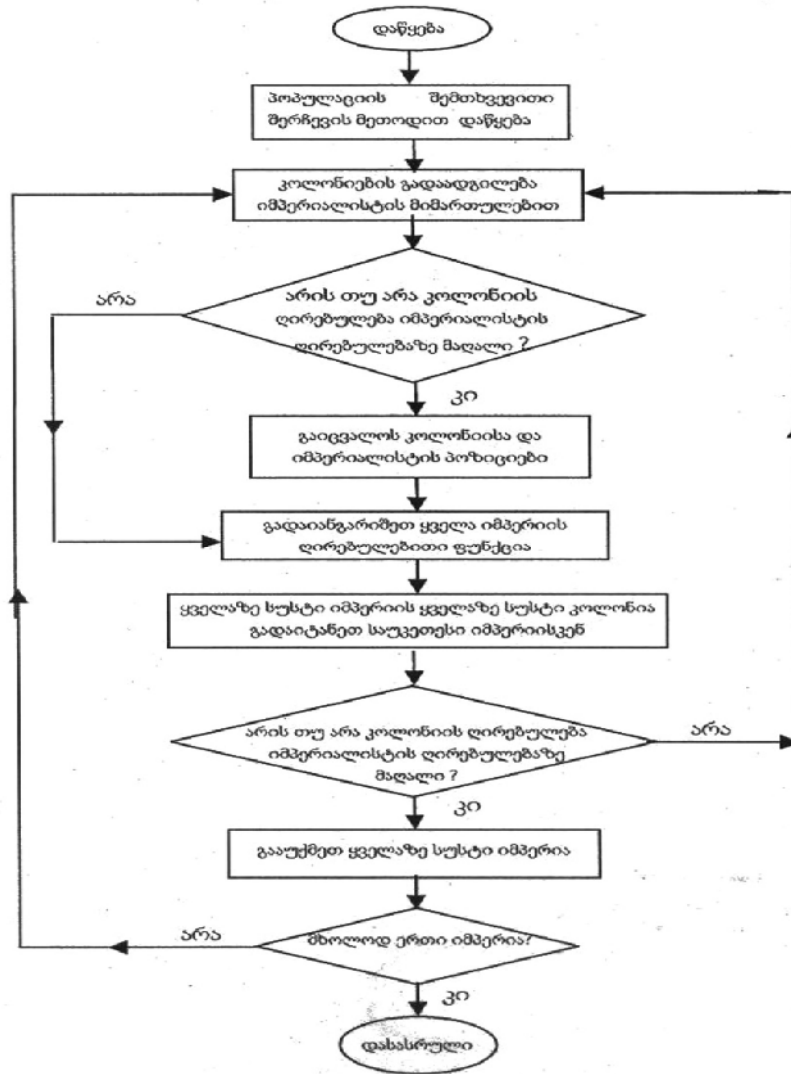 დაწყება
პოპულაციის შემთხვევითი
შერჩევის მეთოდით დაწყება
კოლონიების გადაადგილება
იმპერიალისტის მიმართულებით
არა
არის თუ არა კოლონიის
ღირებულება იმპერიალისტის
ღირებულებაზე მაღალი ?
კი
გაიცვალოს კოლონიისა და
იმპერიალისტის პოზიციები
გადაიანგარიშეთ ყველა იმპერიის
ღირებულებითი ფუნქცია
ყველაზე სუსტი იმპერიის ყველაზე სუსტი კოლონია
გადაიტანეთ საუკეთესი იმპერიისკენ
არის თუ არა კოლონიის ღირებულება
იმპერიალისტის ღირებულებაზე
მაღალი ?
არა
კი
გააუქმეთ ყველაზე სუსტი იმპერია
არა
მხოლოდ ერთი იმპერია?
კი
დასასრული